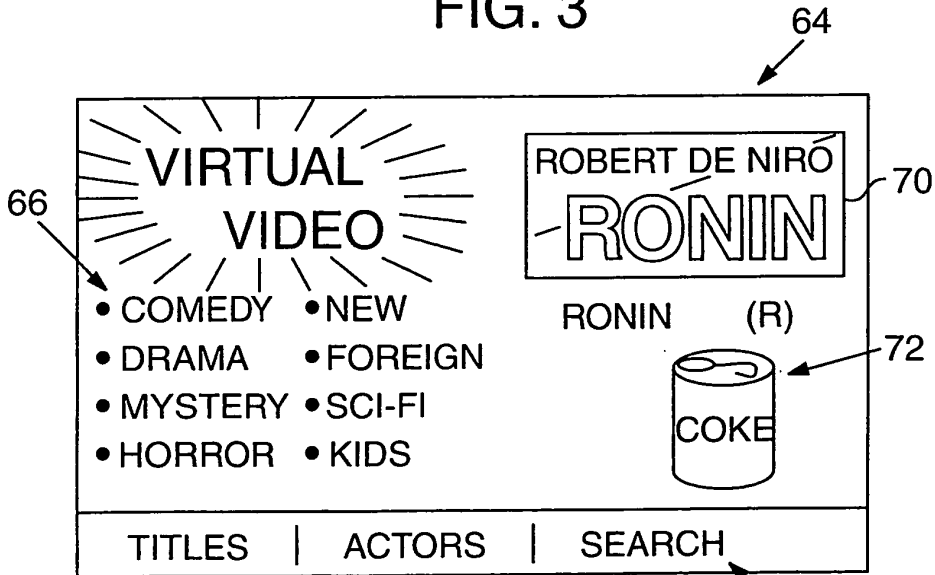 FIG. 3
64
VIRTUAL
VIDEO
66
• COMEDY • NEW
• DRAMA • FOREIGN
• MYSTERY • SCI-FI
• HORROR • KIDS
ROBERT DE NIRO
RONIN
70
RONIN (R)
72
COKE
TITLES | ACTORS | SEARCH